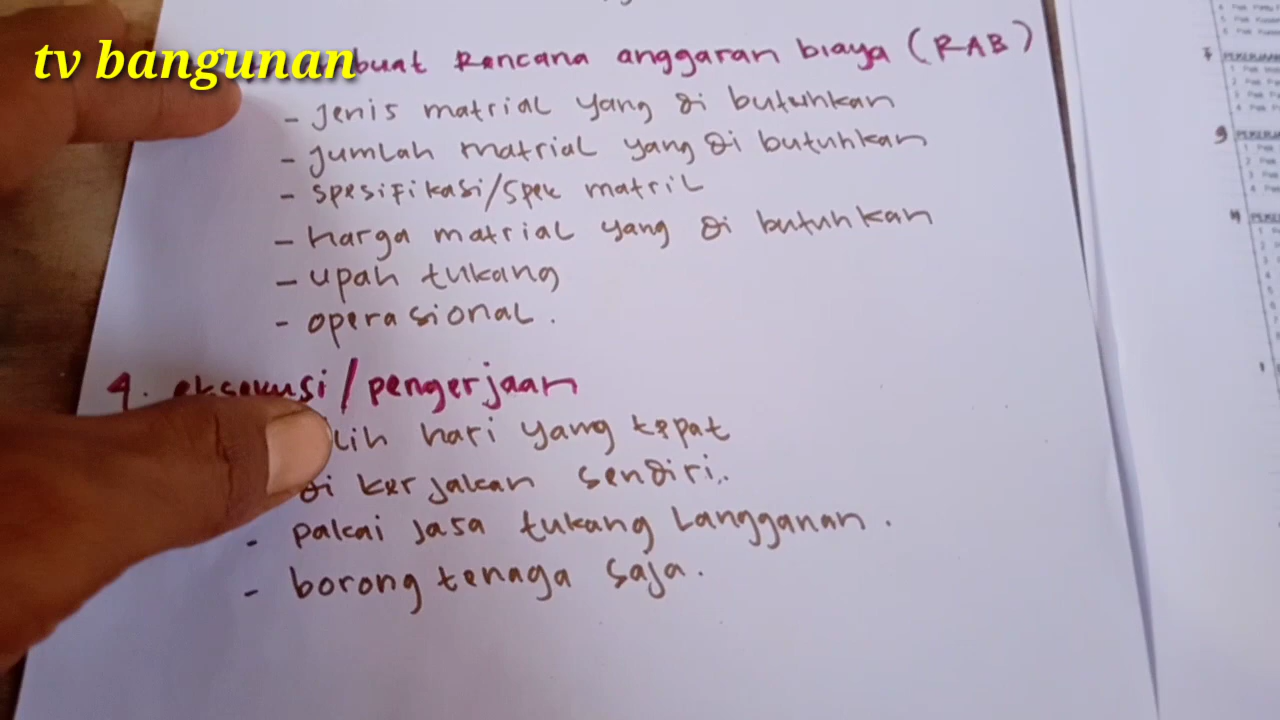 tv bangunan
buat Rencana anggaran biaya (RAB)
- jenis matrial yang di butuhkan
- jumlah matrial yang di butuhkan
- spesifikasi/spek matril
- harga matrial yang di butuhkan
- upah tukang
- operasional.
4. eksekusi/pengerjaan
hari yang tepat
di kerjakan sendiri.
- pakai jasa tukang Langganan.
- borong tenaga saja.